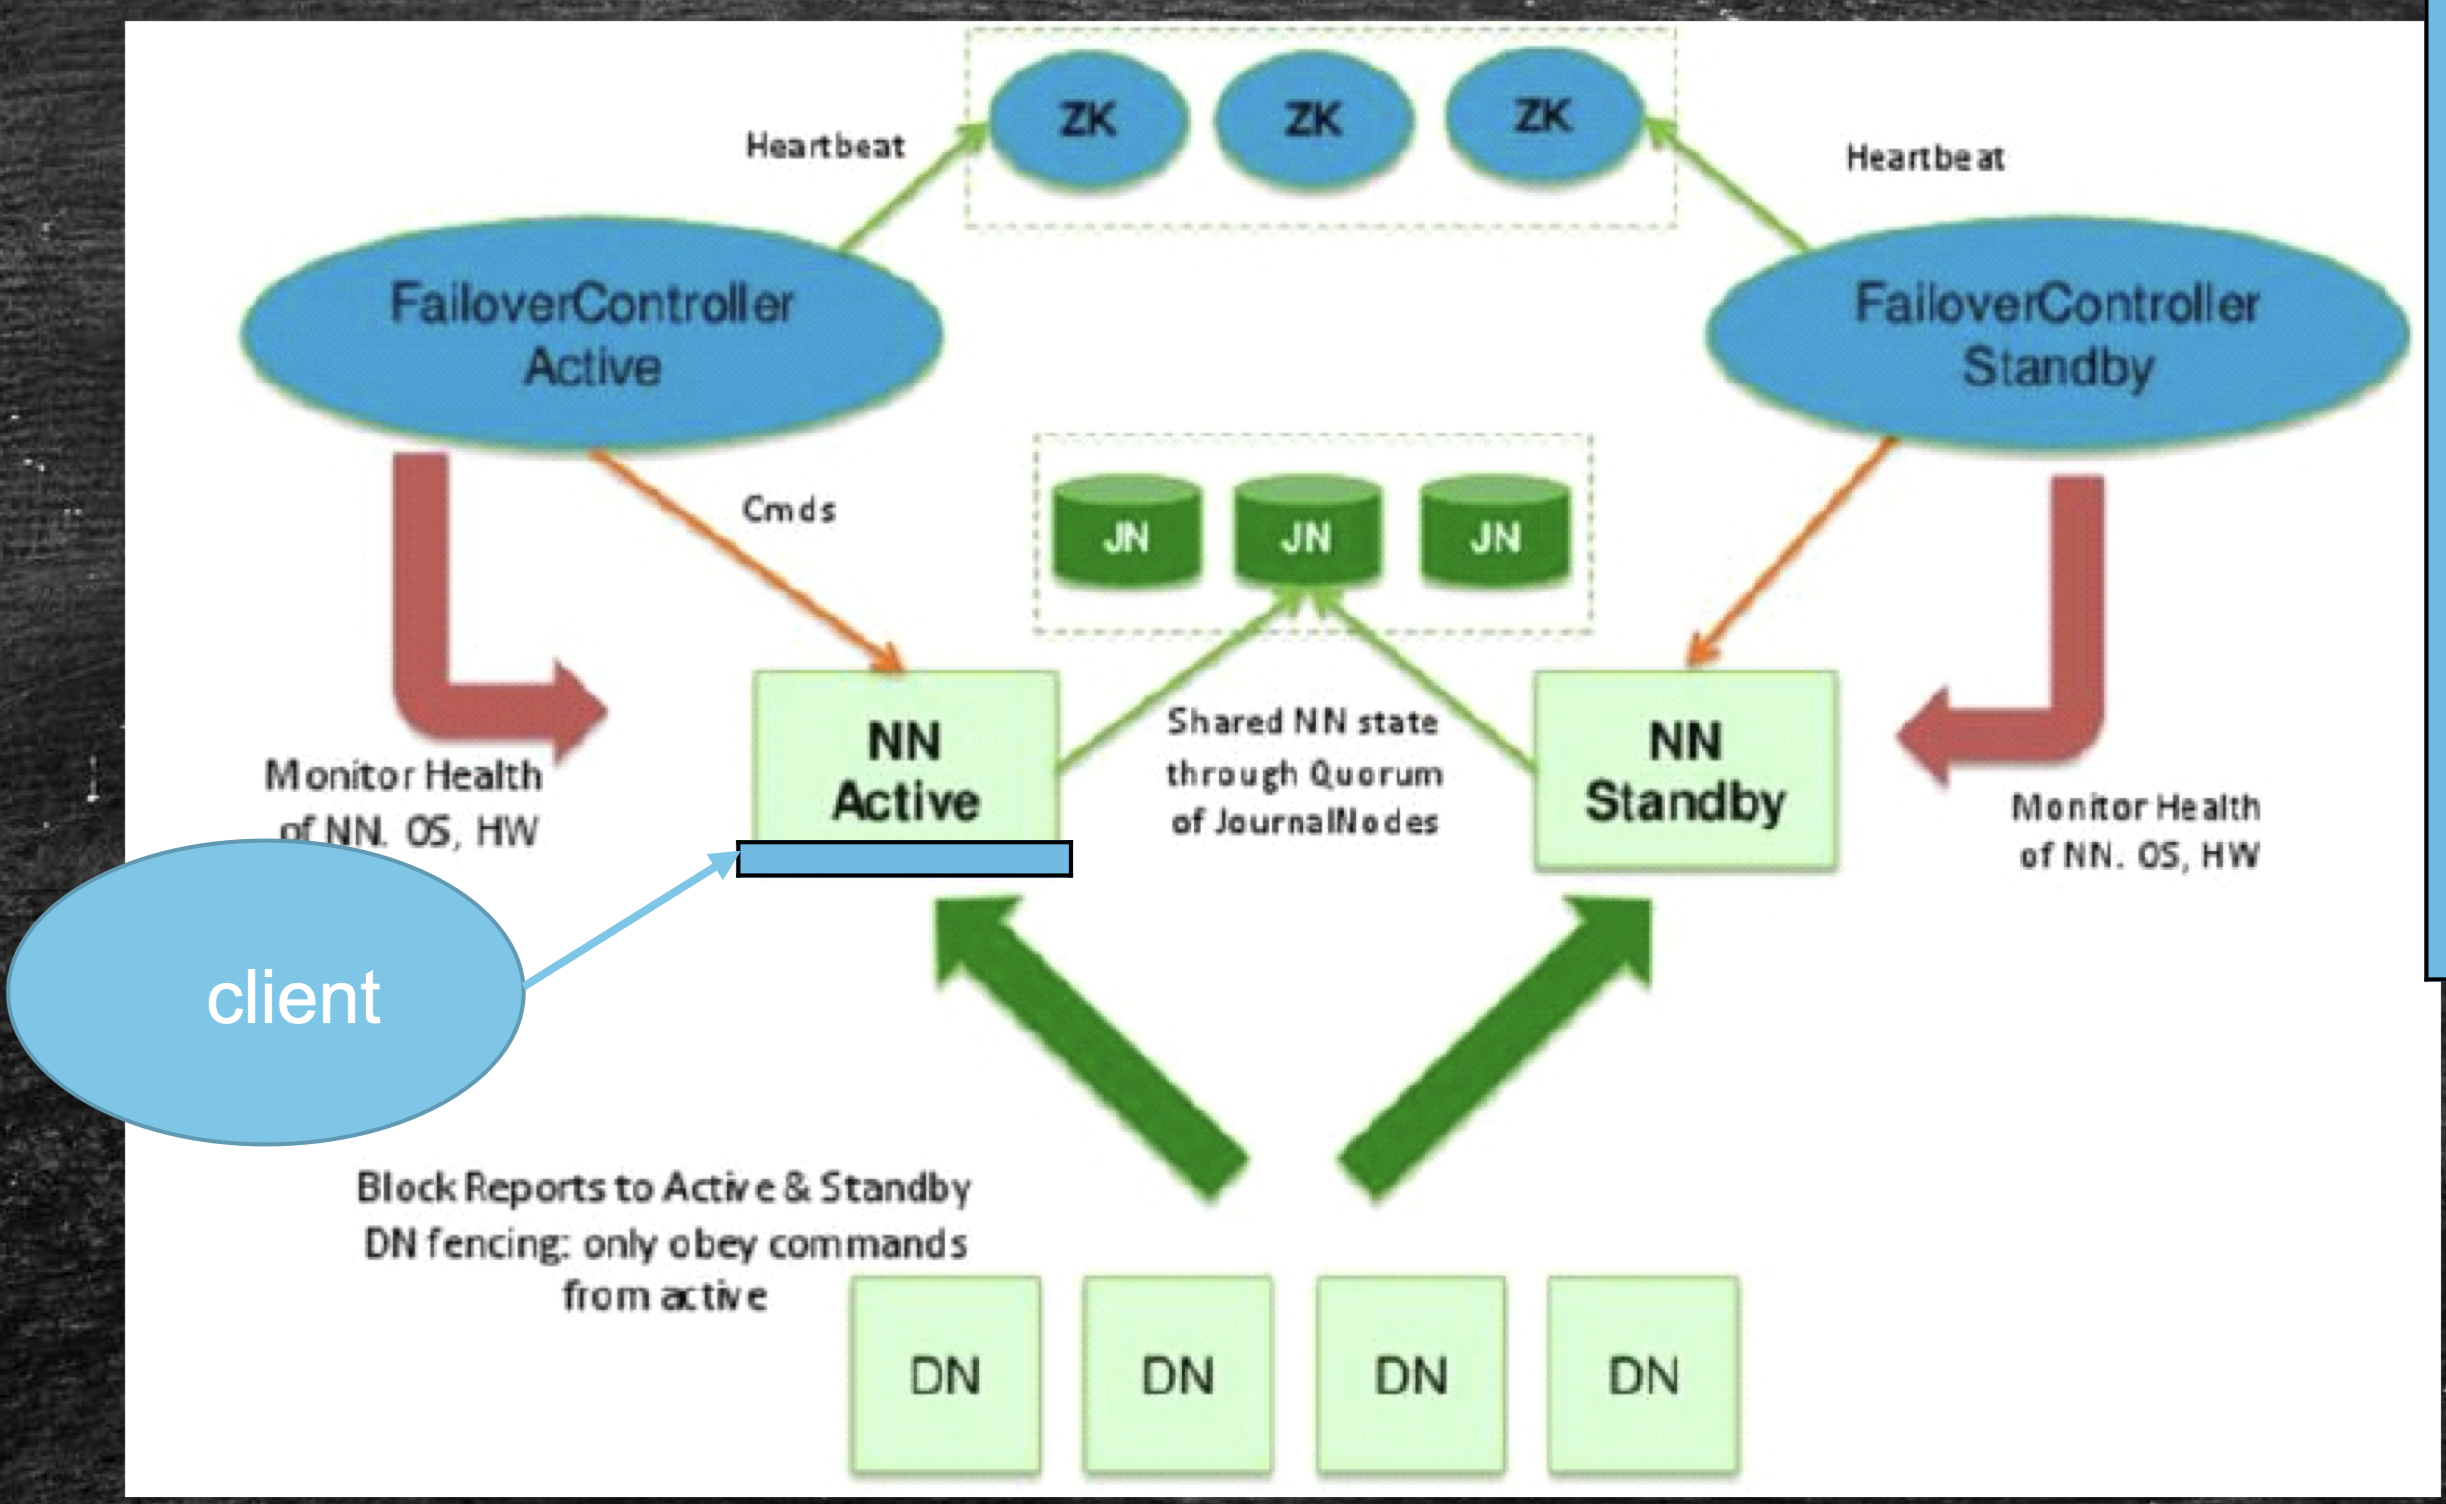 ZK
ZK
ZK
Heartbeat
Heartbeat
FailoverController
Active
FailoverController
Standby
Cmds
JN
JN
JN
NN
Active
Shared NN state
through Quorum
of JournalNodes
NN
Standby
Monitor Health
of NN. OS, HW
Monitor Health
of NN. OS, HW
client
Block Reports to Active & Standby
DN fencing: only obey commands
from active
DN
DN
DN
DN